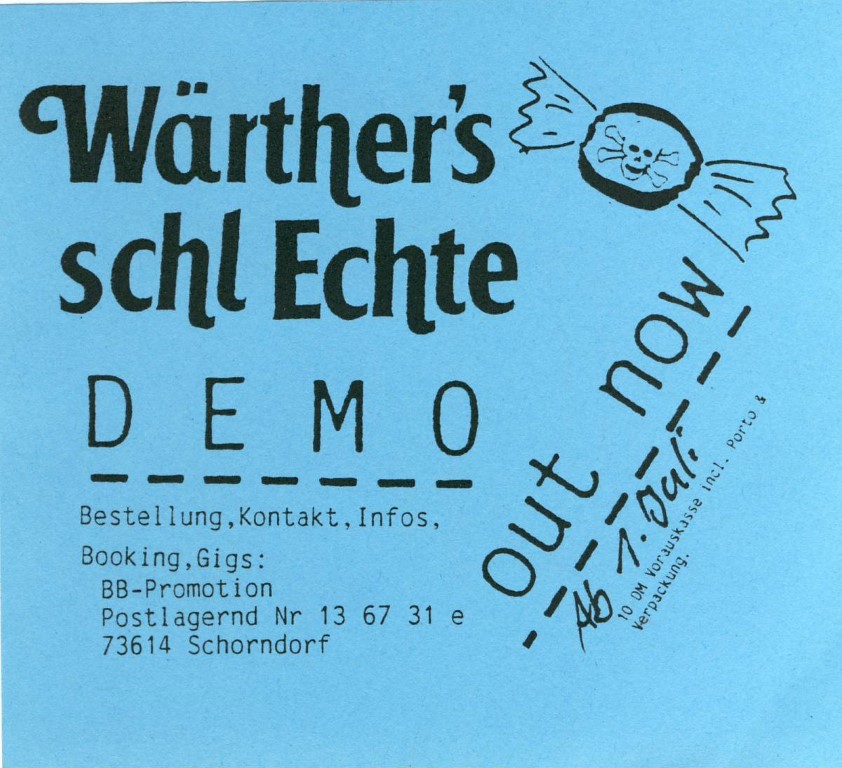 Wärther's
schl Echte
DEMO
Bestellung,Kontakt,Infos,
Booking,Gigs:
BB-Promotion
Postlagernd Nr 13 67 31 e
73614 Schorndorf
out now
Ab 1. Juli
10 DM Vorauskasse incl. Porto &
Verpackung.